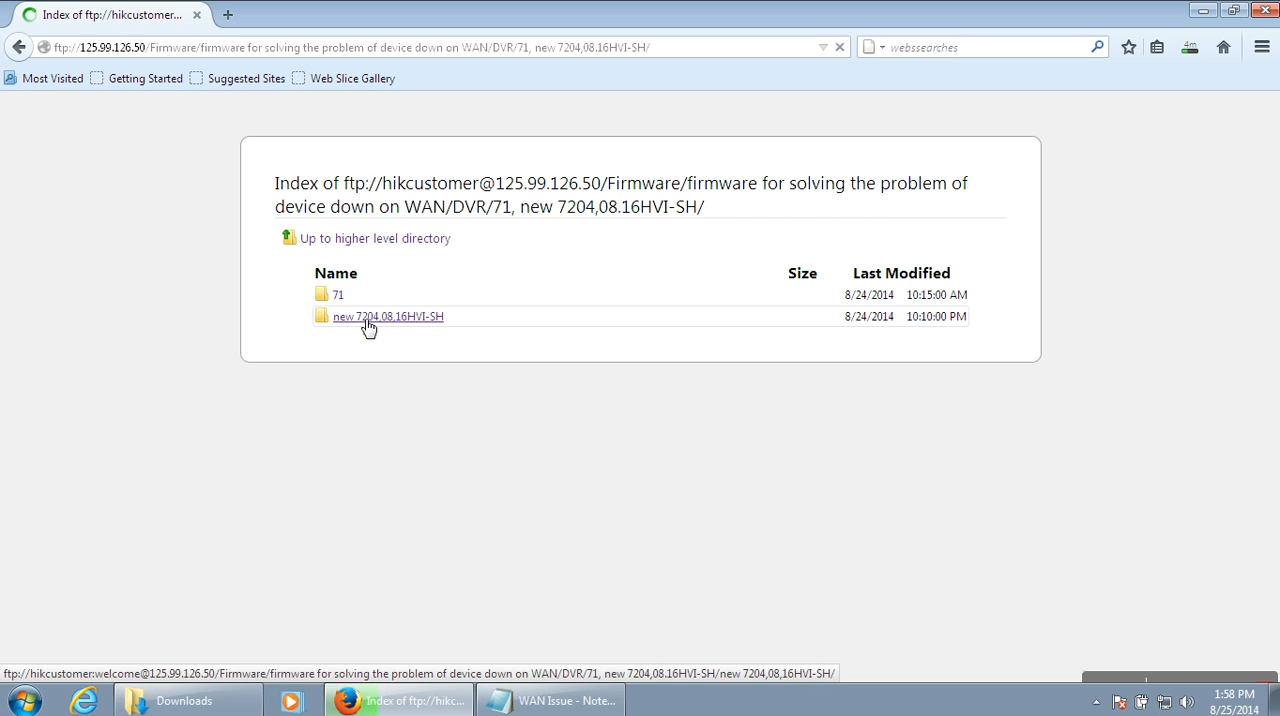 Index of ftp://hikcustomer...
ftp://125.99.126.50/Firmware/firmware for solving the problem of device down on WAN/DVR/71, new 7204,08.16HVI-SH/
webssearches
Most Visited
Getting Started
Suggested Sites
Web Slice Gallery
Index of ftp://hikcustomer@125.99.126.50/Firmware/firmware for solving the problem of
device down on WAN/DVR/71, new 7204,08.16HVI-SH/
Up to higher level directory
Name Size Last Modified
71 8/24/2014 10:15:00 AM
new 7204,08,16HVI-SH 8/24/2014 10:10:00 PM
ftp://hikcustomer:welcome@125.99.126.50/Firmware/firmware for solving the problem of device down on WAN/DVR/71, new 7204,08.16HVI-SH/new 7204,08,16HVI-SH/
Downloads
Index of ftp://hikc...
WAN Issue - Note...
1:58 PM
8/25/2014